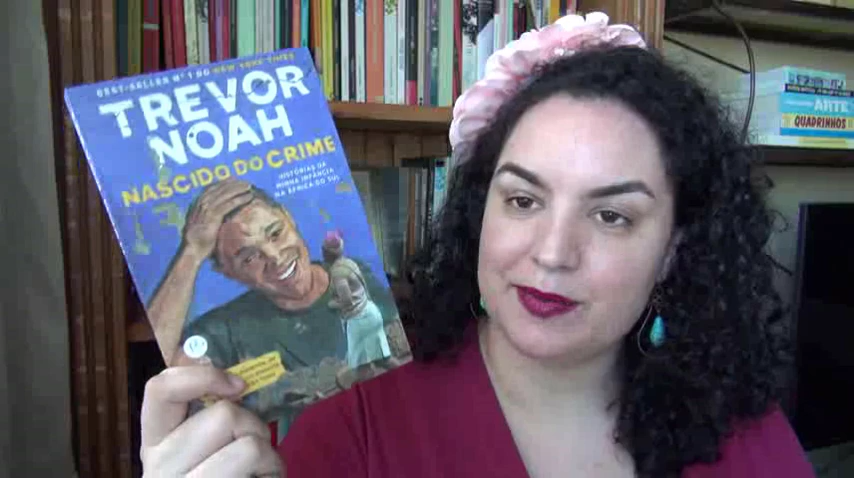 BEST-SELLER Nº 1 DO NEW YORK TIMES
TREVOR
NOAH
NASCIDO DO CRIME
HISTÓRIAS DA
MINHA INFÂNCIA
NA ÁFRICA DO SUL
ARTE
QUADRINHOS